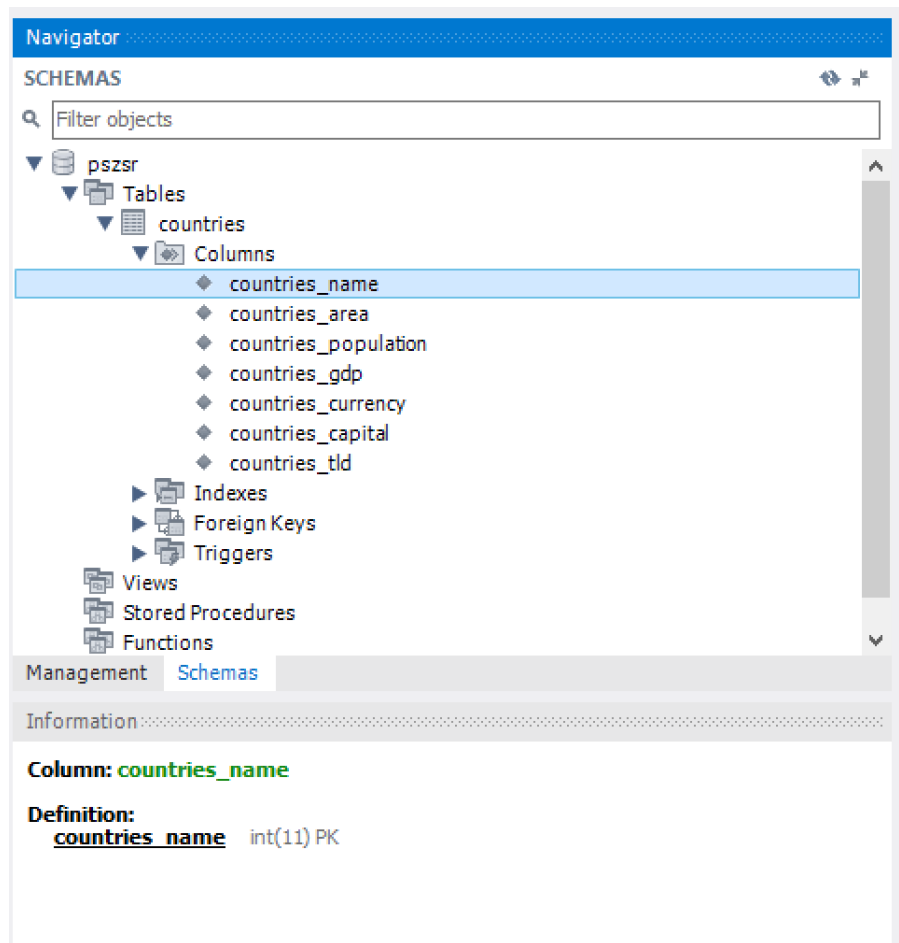 Navigator
SCHEMAS
Filter objects
pszsr
Tables
countries
Columns
countries_name
countries_area
countries_population
countries_gdp
countries_currency
countries_capital
countries_tld
Indexes
Foreign Keys
Triggers
Views
Stored Procedures
Functions
Management Schemas
Information
Column: countries_name
Definition:
countries_name int(11) PK